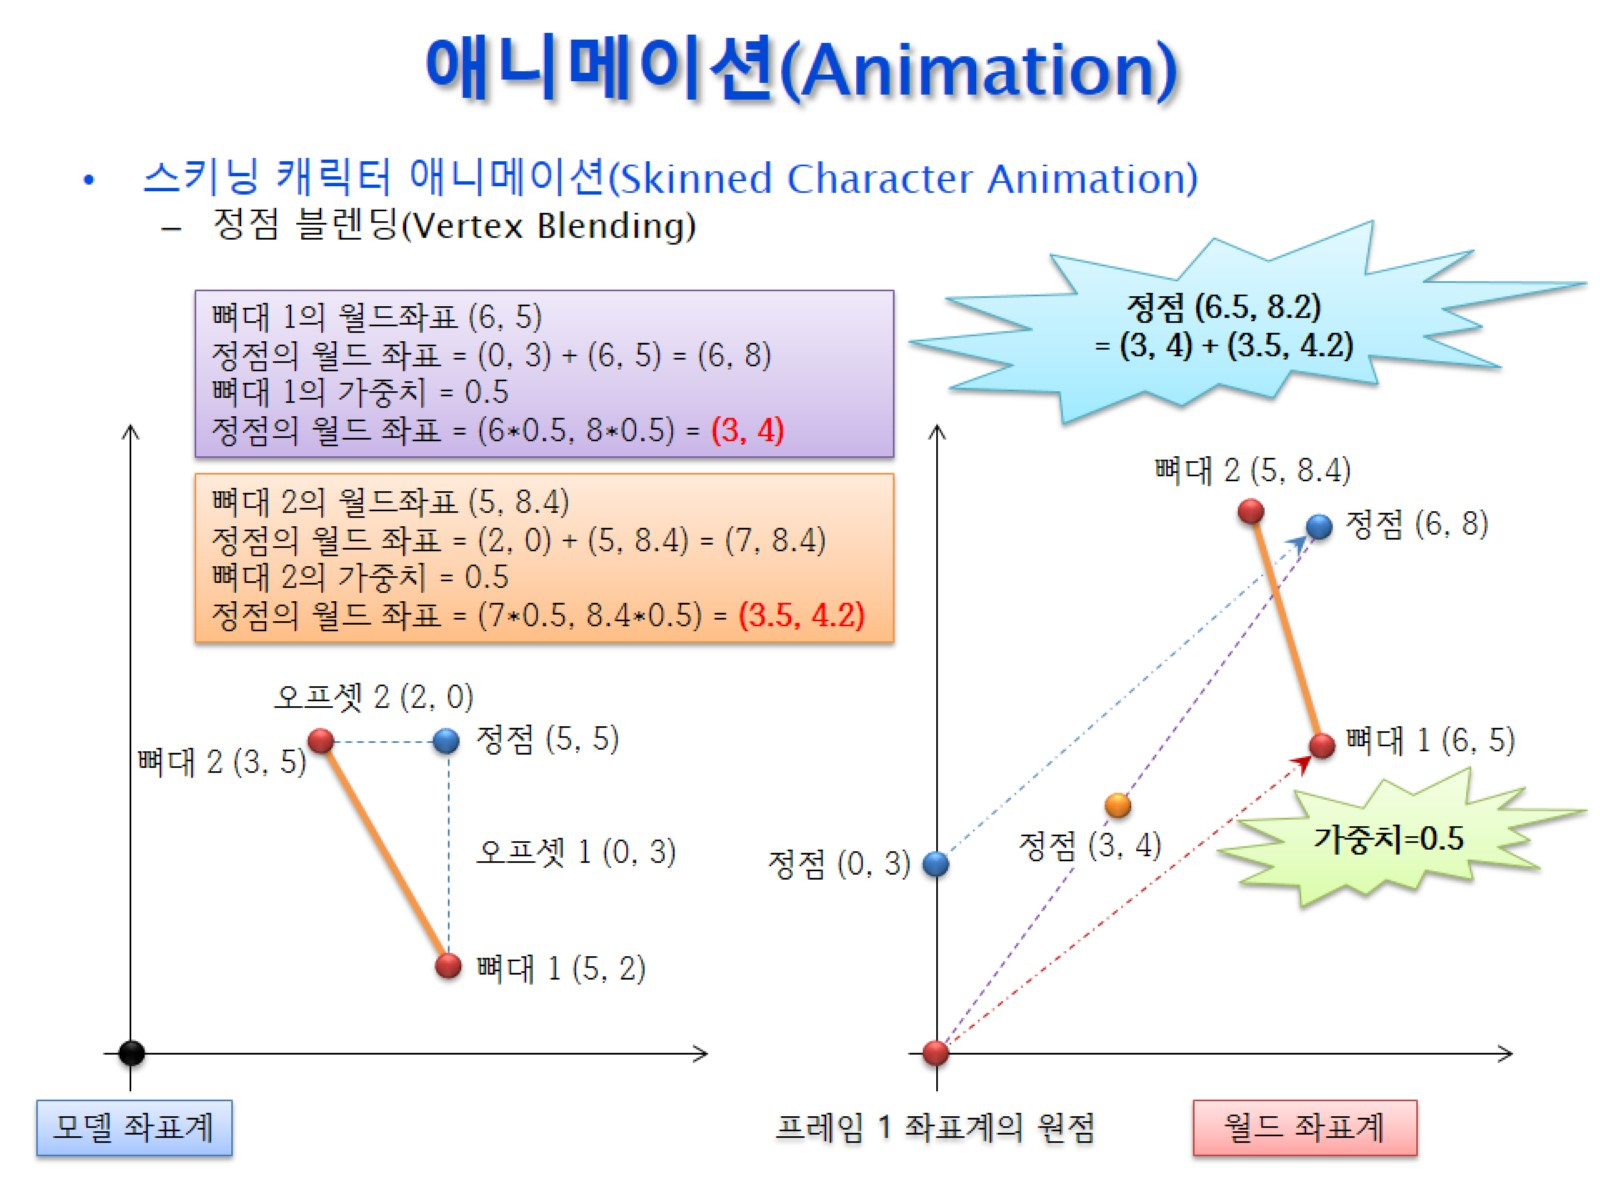 애니메이션(Animation)
• 스키닝 캐릭터 애니메이션(Skinned Character Animation)
– 정점 블렌딩(Vertex Blending)
뼈대 1의 월드좌표 (6, 5)
정점의 월드 좌표 = (0, 3) + (6, 5) = (6, 8)
뼈대 1의 가중치 = 0.5
정점의 월드 좌표 = (6*0.5, 8*0.5) = (3, 4)
정점 (6.5, 8.2)
= (3, 4) + (3.5, 4.2)
뼈대 2의 월드좌표 (5, 8.4)
정점의 월드 좌표 = (2, 0) + (5, 8.4) = (7, 8.4)
뼈대 2의 가중치 = 0.5
정점의 월드 좌표 = (7*0.5, 8.4*0.5) = (3.5, 4.2)
오프셋 2 (2, 0)
정점 (5, 5)
뼈대 2 (3, 5)
오프셋 1 (0, 3)
뼈대 1 (5, 2)
모델 좌표계
뼈대 2 (5, 8.4)
정점 (6, 8)
뼈대 1 (6, 5)
가중치=0.5
정점 (3, 4)
정점 (0, 3)
프레임 1 좌표계의 원점
월드 좌표계